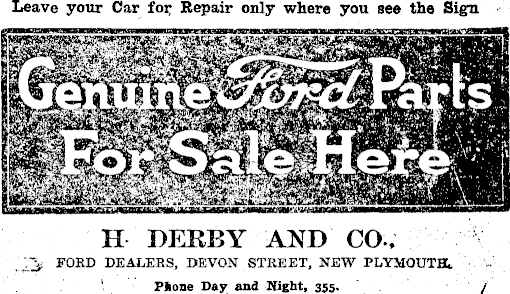 Leave your Car for Repair only where you see the Sign
Genuine Ford Parts
For Sale Here
H. DERBY AND CO.,
FORD DEALERS, DEVON STREET, NEW PLYMOUTH.
Phone Day and Night, 355.